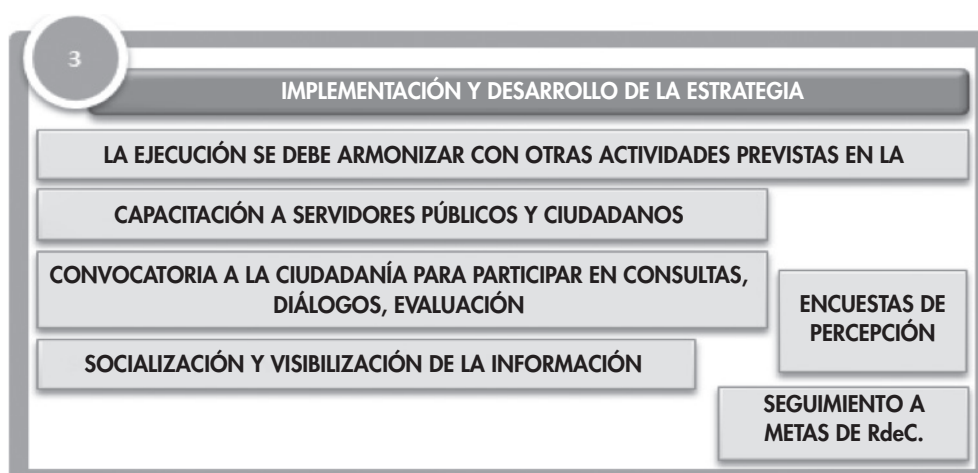 3
IMPLEMENTACIÓN Y DESARROLLO DE LA ESTRATEGIA
LA EJECUCIÓN SE DEBE ARMONIZAR CON OTRAS ACTIVIDADES PREVISTAS EN LA
CAPACITACIÓN A SERVIDORES PÚBLICOS Y CIUDADANOS
CONVOCATORIA A LA CIUDADANÍA PARA PARTICIPAR EN CONSULTAS,
DIÁLOGOS, EVALUACIÓN
ENCUESTAS DE
PERCEPCIÓN
SOCIALIZACIÓN Y VISIBILIZACIÓN DE LA INFORMACIÓN
SEGUIMIENTO A
METAS DE RdeC.